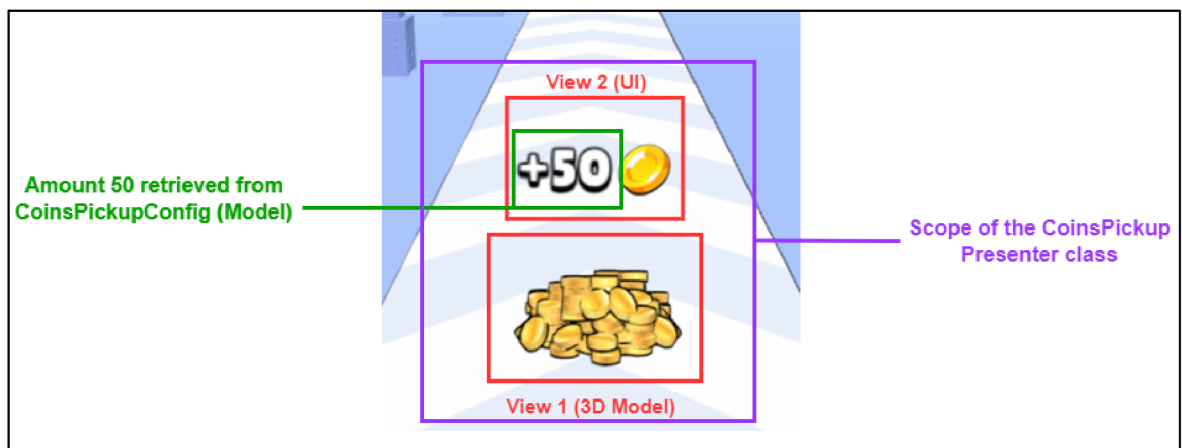 View 2 (UI)
+50
Amount 50 retrieved from
CoinsPickupConfig (Model)
Scope of the CoinsPickup
Presenter class
View 1 (3D Model)